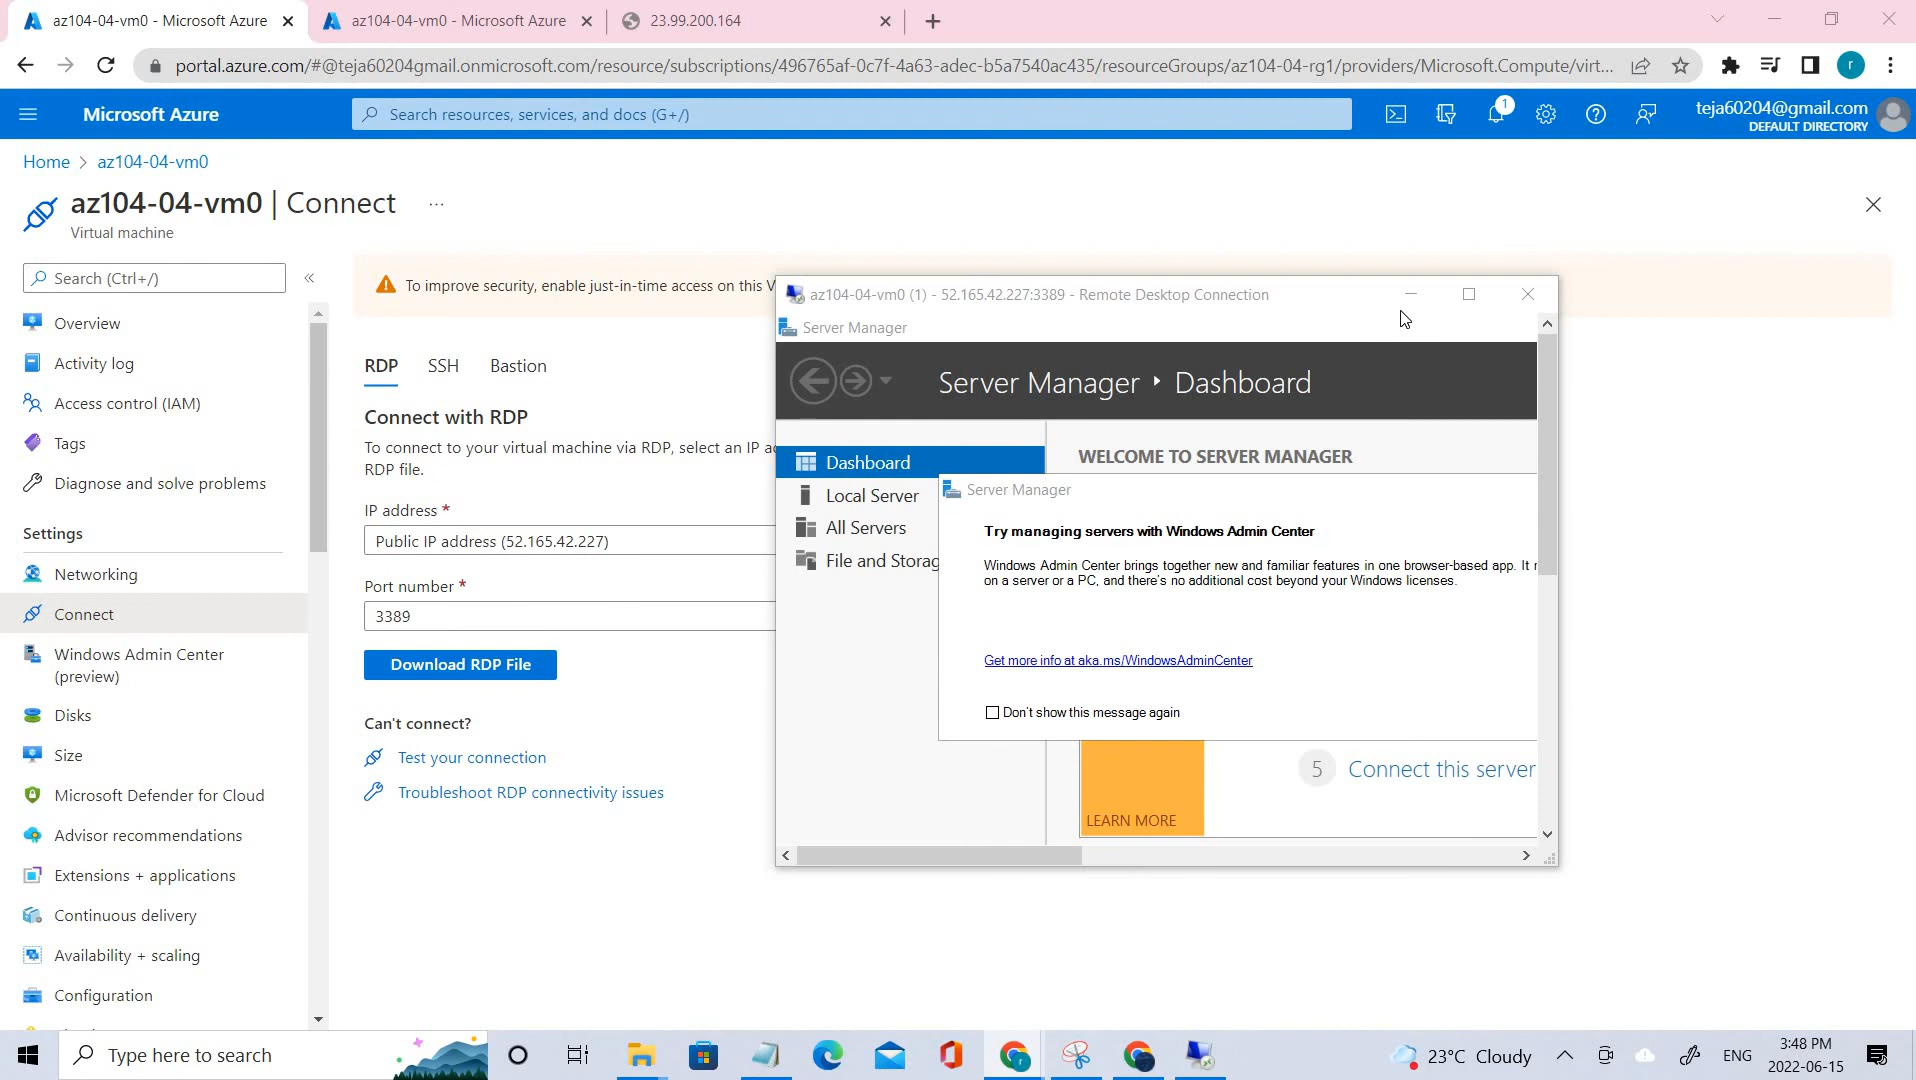 az104-04-vm0 - Microsoft Azure
az104-04-vm0 - Microsoft Azure
23.99.200.164
portal.azure.com/#@teja60204gmail.onmicrosoft.com/resource/subscriptions/496765af-0c7f-4a63-adec-b5a7540ac435/resourceGroups/az104-04-rg1/providers/Microsoft.Compute/virt...
r
Microsoft Azure
Search resources, services, and docs (G+/)
1
teja60204@gmail.com
DEFAULT DIRECTORY
Home > az104-04-vm0
az104-04-vm0 | Connect ...
Virtual machine
Search (Ctrl+/)
Overview
Activity log
Access control (IAM)
Tags
Diagnose and solve problems
Settings
Networking
Connect
Windows Admin Center
(preview)
Disks
Size
Microsoft Defender for Cloud
Advisor recommendations
Extensions + applications
Continuous delivery
Availability + scaling
Configuration
To improve security, enable just-in-time access on this V
RDP SSH Bastion
Connect with RDP
To connect to your virtual machine via RDP, select an IP ad
RDP file.
IP address *
Public IP address (52.165.42.227)
Port number *
3389
Download RDP File
Can't connect?
Test your connection
Troubleshoot RDP connectivity issues
az104-04-vm0 (1) - 52.165.42.227:3389 - Remote Desktop Connection
Server Manager
Server Manager ‣ Dashboard
Dashboard
Local Server
All Servers
File and Storag
WELCOME TO SERVER MANAGER
Server Manager
Try managing servers with Windows Admin Center
Windows Admin Center brings together new and familiar features in one browser-based app. It r
on a server or a PC, and there's no additional cost beyond your Windows licenses.
Get more info at aka.ms/WindowsAdminCenter
Don't show this message again
5 Connect this server
LEARN MORE
Type here to search
23°C Cloudy
ENG
3:48 PM
2022-06-15